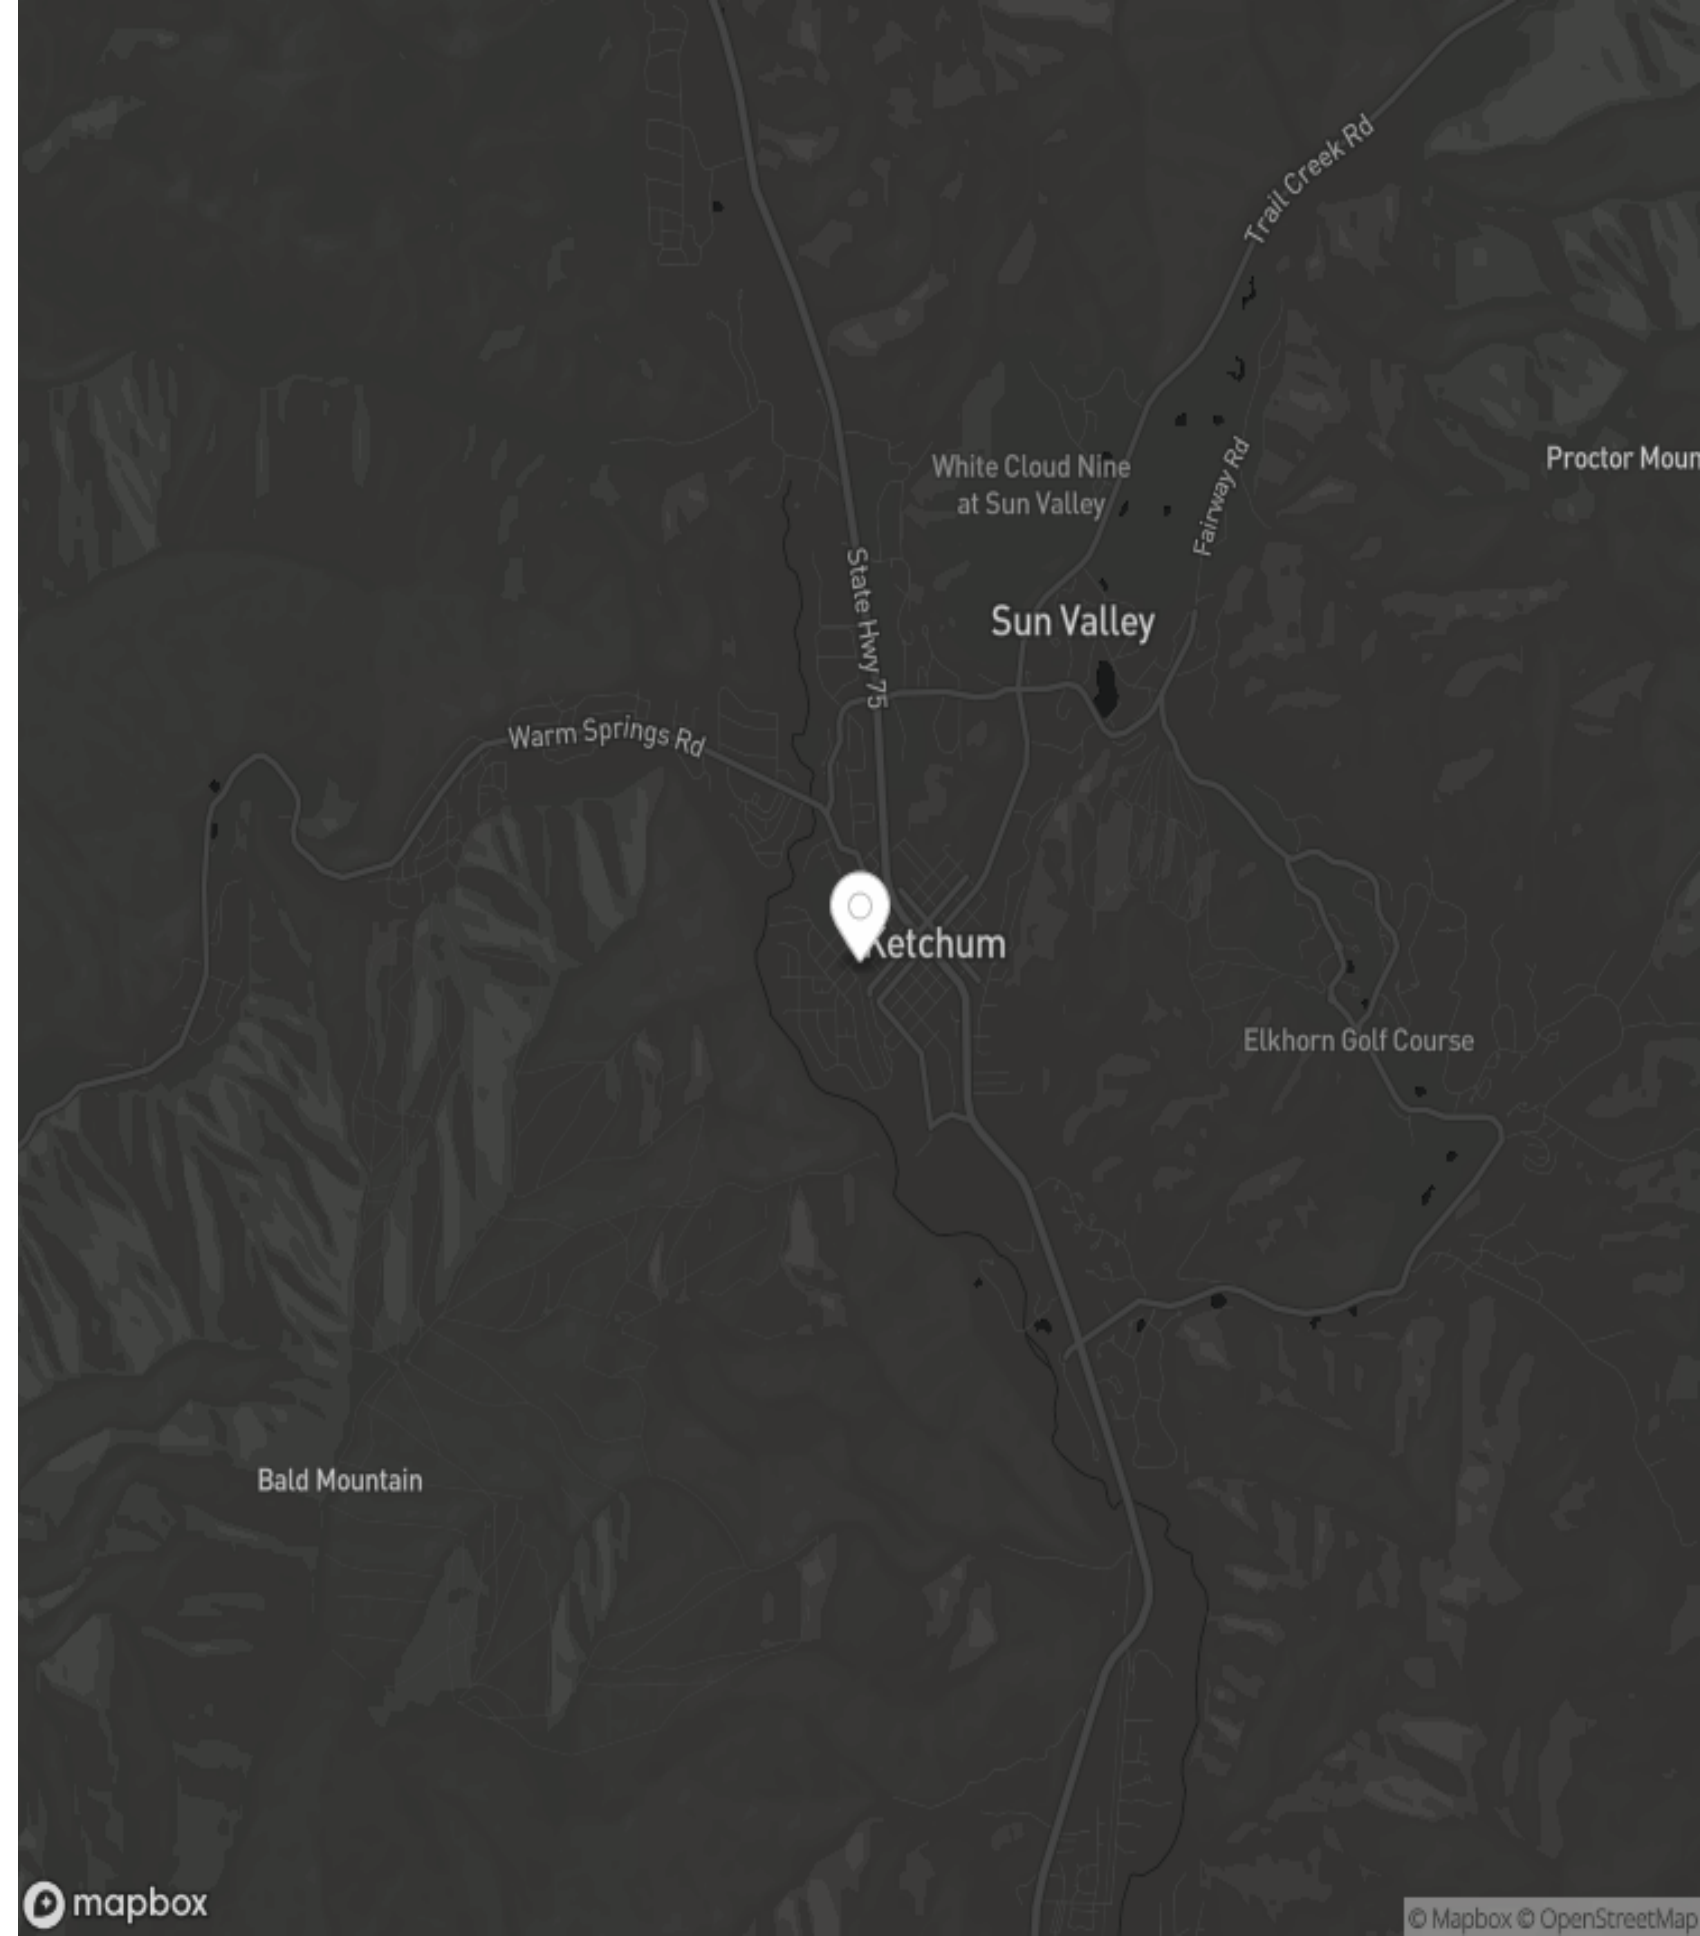 Trail Creek Rd
White Cloud Nine
at Sun Valley
Fairway Rd
Proctor Moun
State Hwy 75
Sun Valley
Warm Springs Rd
Ketchum
Elkhorn Golf Course
Bald Mountain
mapbox
© Mapbox © OpenStreetMap